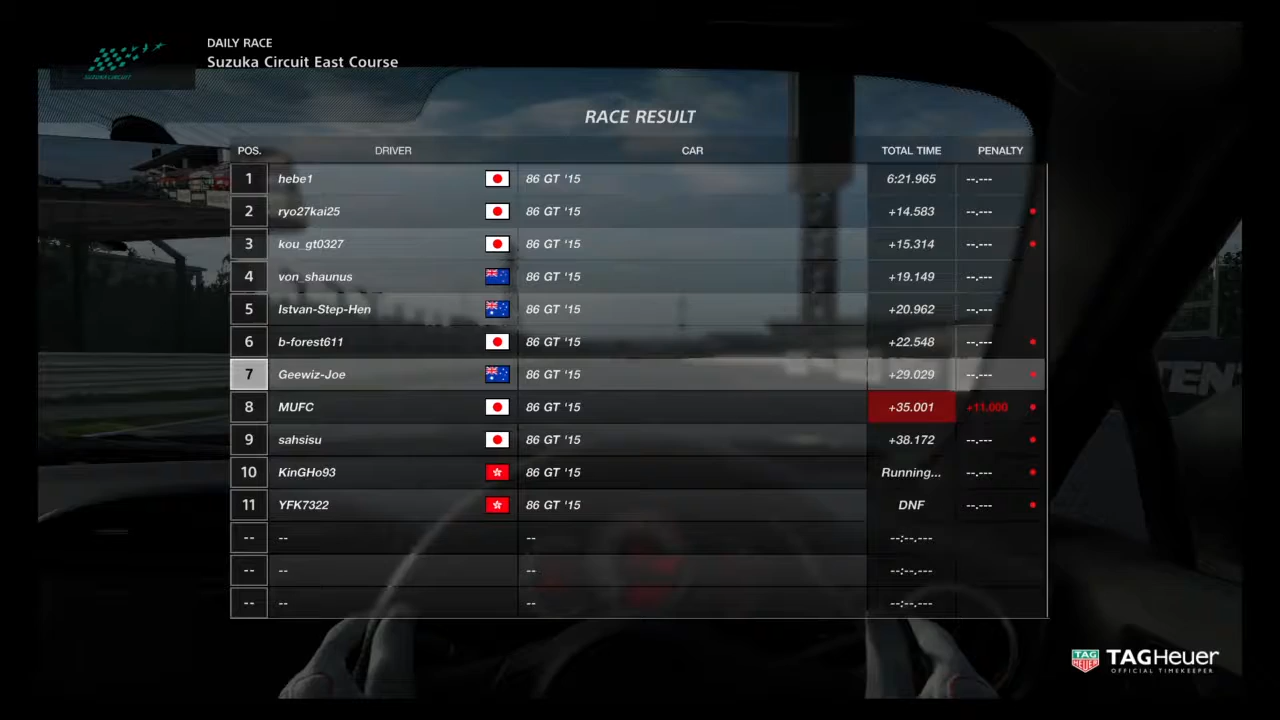 DAILY RACE
Suzuka Circuit East Course
SUZUKA CIRCUIT
RACE RESULT
POS. DRIVER CAR TOTAL TIME PENALTY
1 hebe1 86 GT '15 6:21.965 --.---
2 ryo27kai25 86 GT '15 +14.583 --.---
3 kou_gt0327 86 GT '15 +15.314 --.---
4 von_shaunus 86 GT '15 +19.149 --.---
5 Istvan-Step-Hen 86 GT '15 +20.962 --.---
6 b-forest611 86 GT '15 +22.548 --.---
7 Geewiz-Joe 86 GT '15 +29.029 --.---
8 MUFC 86 GT '15 +35.001 +11.000
9 sahsisu 86 GT '15 +38.172 --.---
10 KinGHo93 86 GT '15 Running... --.---
11 YFK7322 86 GT '15 DNF --.---
-- -- -- --:--.---
-- -- -- --:--.---
-- -- -- --:--.---
TAG HEUER TAGHeuer
OFFICIAL TIMEKEEPER